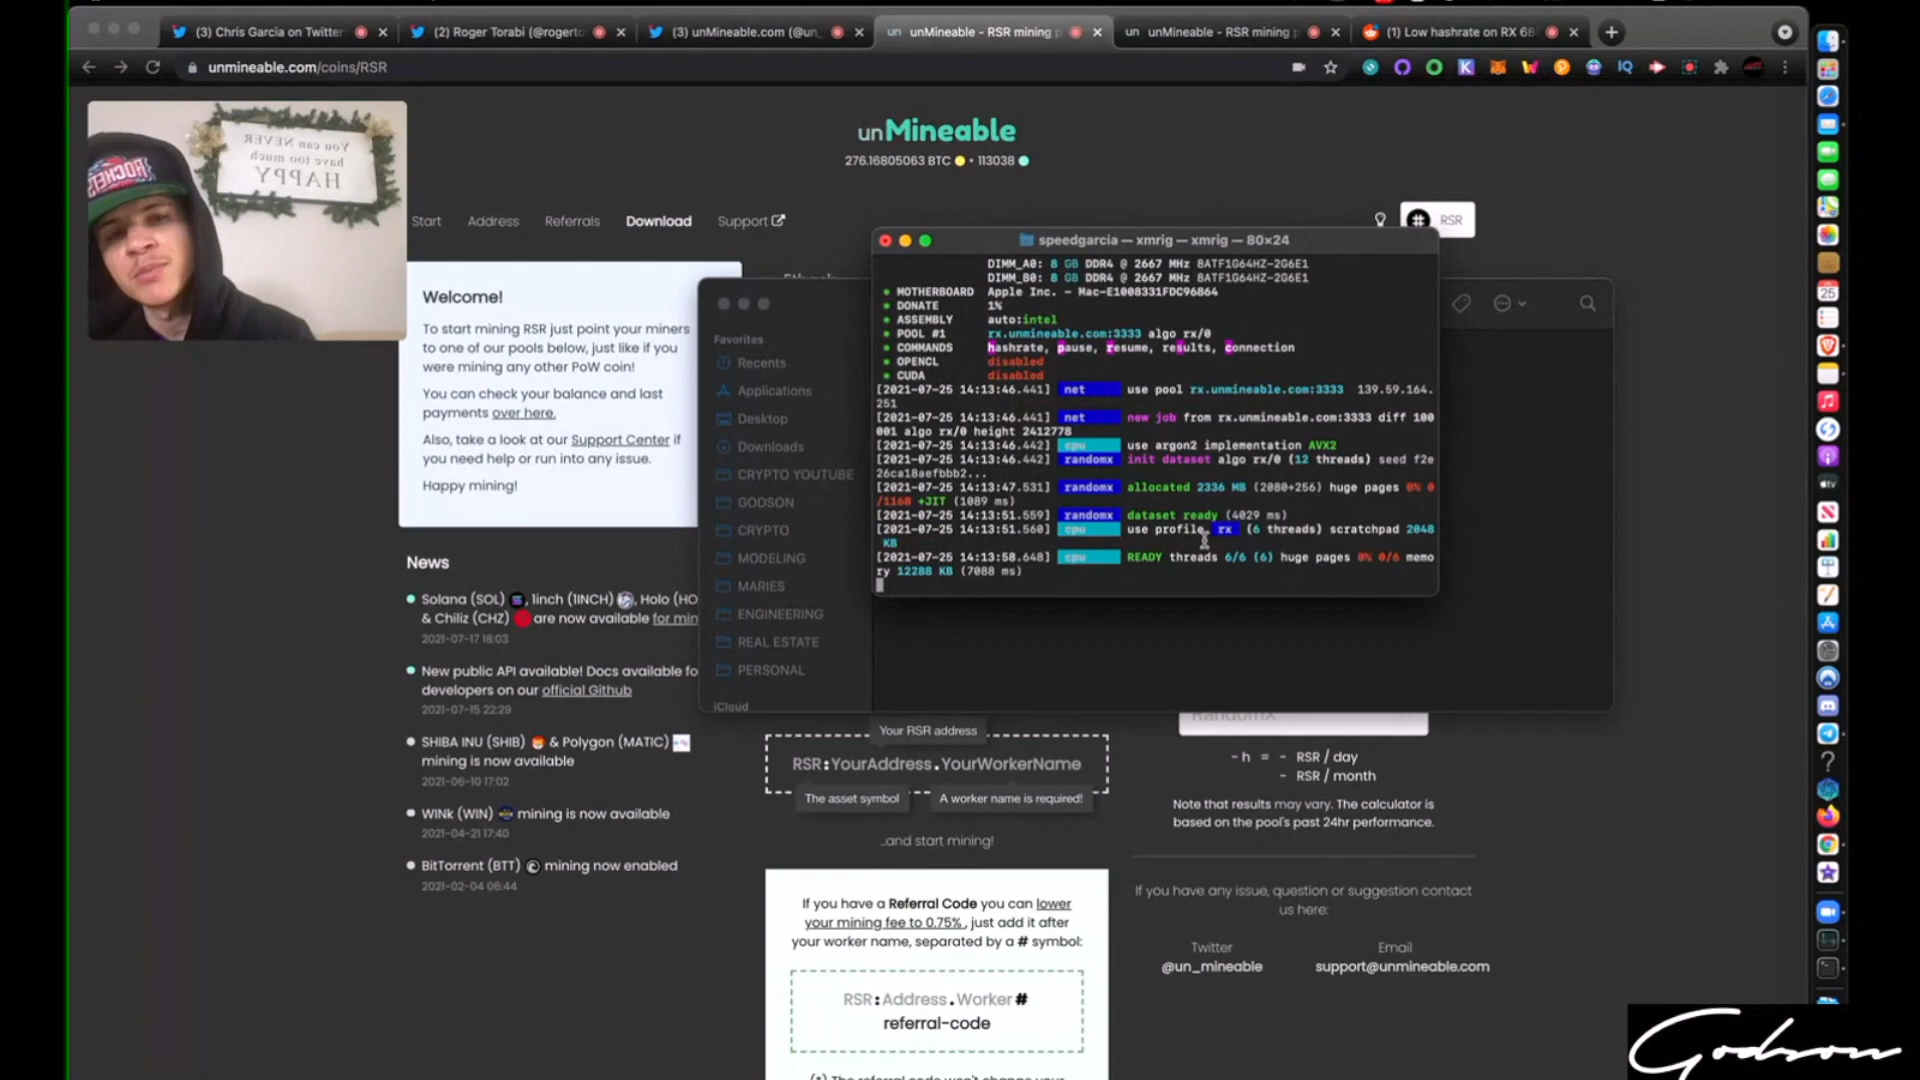 (3) Chris Garcia on Twitter
(2) Roger Torabi (@rogerto
(3) unMineable.com (@un_
un unMineable - RSR mining p
un unMineable - RSR mining p
(1) Low hashrate on RX 68
unmineable.com/coins/RSR
You can NEVER
have too much
HAPPY
ROCKETS
unMineable
276.16805063 BTC • 113038
Start Address Referrals Download Support
RSR
Welcome!
To start mining RSR just point your miners
to one of our pools below, just like if you
were mining any other PoW coin!
You can check your balance and last
payments over here.
Also, take a look at our Support Center if
you need help or run into any issue.
Happy mining!
News
Solana (SOL) , 1inch (1INCH) , Holo (HO
& Chiliz (CHZ) are now available for min
2021-07-17 18:03
New public API available! Docs available fo
developers on our official Github
2021-07-15 22:29
SHIBA INU (SHIB) & Polygon (MATIC)
mining is now available
2021-06-10 17:02
WINk (WIN) mining is now available
2021-04-21 17:40
BitTorrent (BTT) mining now enabled
2021-02-04 06:44
Favorites
Recents
Applications
Desktop
Downloads
CRYPTO YOUTUBE
GODSON
CRYPTO
MODELING
MARIES
ENGINEERING
REAL ESTATE
PERSONAL
iCloud
speedgarcia — xmrig — xmrig — 80×24
DIMM_A0: 8 GB DDR4 @ 2667 MHz 8ATF1G64HZ-2G6E1
DIMM_B0: 8 GB DDR4 @ 2667 MHz 8ATF1G64HZ-2G6E1
* MOTHERBOARD Apple Inc. - Mac-E1008331FDC96864
* DONATE 1%
* ASSEMBLY auto:intel
* POOL #1 rx.unmineable.com:3333 algo rx/0
* COMMANDS hashrate, pause, resume, results, connection
* OPENCL disabled
* CUDA disabled
[2021-07-25 14:13:46.441] net use pool rx.unmineable.com:3333 139.59.164.
251
[2021-07-25 14:13:46.441] net new job from rx.unmineable.com:3333 diff 100
001 algo rx/0 height 2412778
[2021-07-25 14:13:46.442] cpu use argon2 implementation AVX2
[2021-07-25 14:13:46.442] randomx init dataset algo rx/0 (12 threads) seed f2e
26ca18aefbbb2...
[2021-07-25 14:13:47.531] randomx allocated 2336 MB (2080+256) huge pages 0% 0
/1168 +JIT (1089 ms)
[2021-07-25 14:13:51.559] randomx dataset ready (4029 ms)
[2021-07-25 14:13:51.560] cpu use profile rx (6 threads) scratchpad 2048
KB
[2021-07-25 14:13:58.648] cpu READY threads 6/6 (6) huge pages 0% 0/6 memo
ry 12288 KB (7088 ms)
Your RSR address
RSR:YourAddress.YourWorkerName
The asset symbol
A worker name is required!
...and start mining!
If you have a Referral Code you can lower
your mining fee to 0.75% , just add it after
your worker name, separated by a # symbol:
RSR:Address.Worker#
referral-code
(*) The referral code won't change your
RandomX
- h = - RSR / day
- RSR / month
Note that results may vary. The calculator is
based on the pool's past 24hr performance.
If you have any issue, question or suggestion contact
us here:
Twitter
@un_mineable
Email
support@unmineable.com
25
Godson